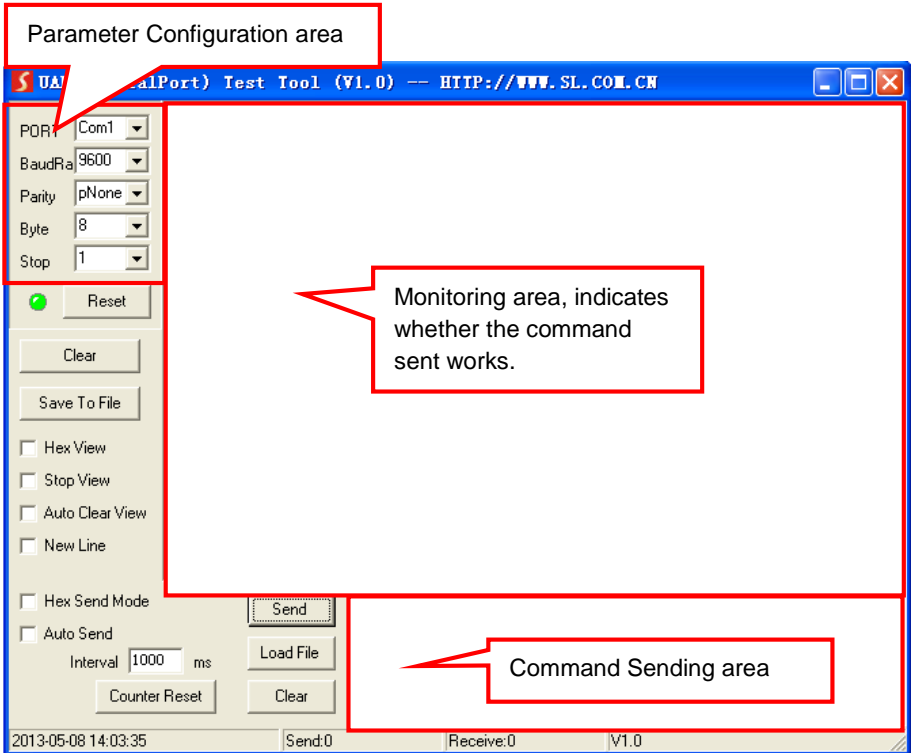 Parameter Configuration area
UA alPort) Test Tool (V1.0) -- HTTP://WWW.SL.COM.CN
PORT Com1
BaudRa 9600
Parity pNone
Byte 8
Stop 1
Reset
Clear
Save To File
Monitoring area, indicates
whether the command
sent works.
Hex View
Stop View
Auto Clear View
New Line
Hex Send Mode
Send
Auto Send
Interval 1000 ms
Load File
Counter Reset
Clear
Command Sending area
2013-05-08 14:03:35 Send:0 Receive:0 V1.0